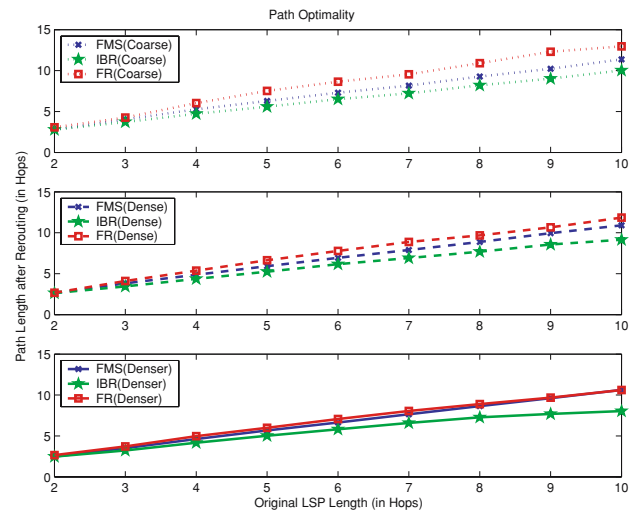 Path Optimality
15
10
5
0
FMS(Coarse)
IBR(Coarse)
FR(Coarse)
2 3 4 5 6 7 8 9 10
Path Length after Rerouting (in Hops)
15
10
5
0
FMS(Dense)
IBR(Dense)
FR(Dense)
2 3 4 5 6 7 8 9 10
15
10
5
0
FMS(Denser)
IBR(Denser)
FR(Denser)
2 3 4 5 6 7 8 9 10
Original LSP Length (in Hops)